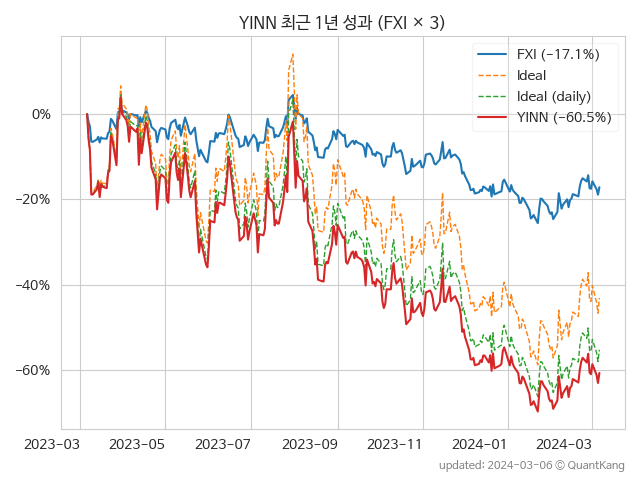 YINN 최근 1년 성과 (FXI × 3)
FXI (−17.1%)
Ideal
Ideal (daily)
YINN (−60.5%)
0%
−20%
−40%
−60%
2023−03
2023−05
2023−07
2023−09
2023−11
2024−01
2024−03
updated: 2024-03-06 ⓒ QuantKang